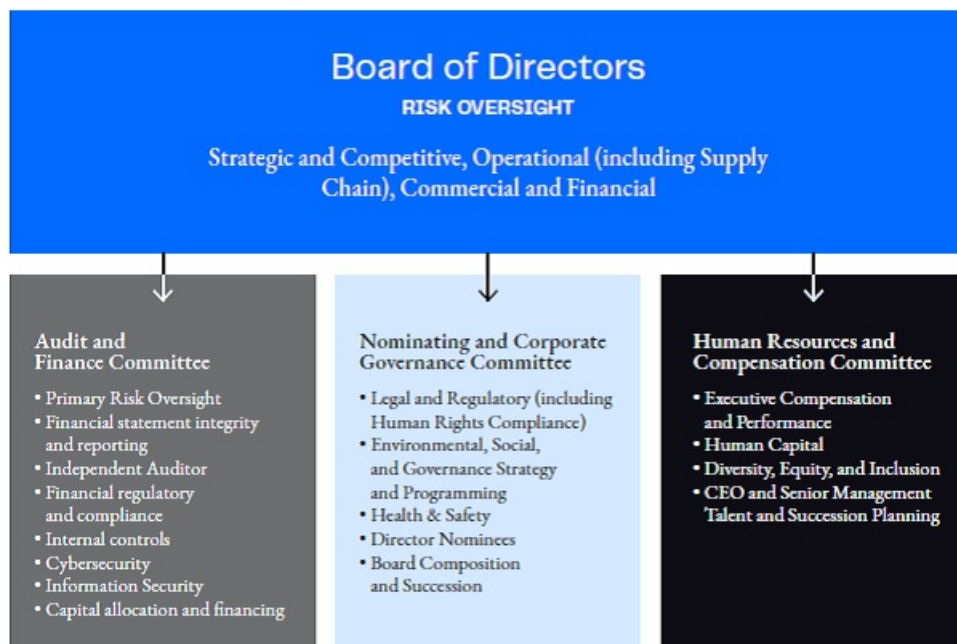 Board of Directors
RISK OVERSIGHT
Strategic and Competitive, Operational (including Supply
Chain), Commercial and Financial
Audit and
Finance Committee
• Primary Risk Oversight
• Financial statement integrity
and reporting
• Independent Auditor
• Financial regulatory
and compliance
• Internal controls
• Cybersecurity
• Information Security
• Capital allocation and financing
Nominating and Corporate
Governance Committee
• Legal and Regulatory (including
Human Rights Compliance)
• Environmental, Social,
and Governance Strategy
and Programming
• Health & Safety
• Director Nominees
• Board Composition
and Succession
Human Resources and
Compensation Committee
• Executive Compensation
and Performance
• Human Capital
• Diversity, Equity, and Inclusion
• CEO and Senior Management
Talent and Succession Planning